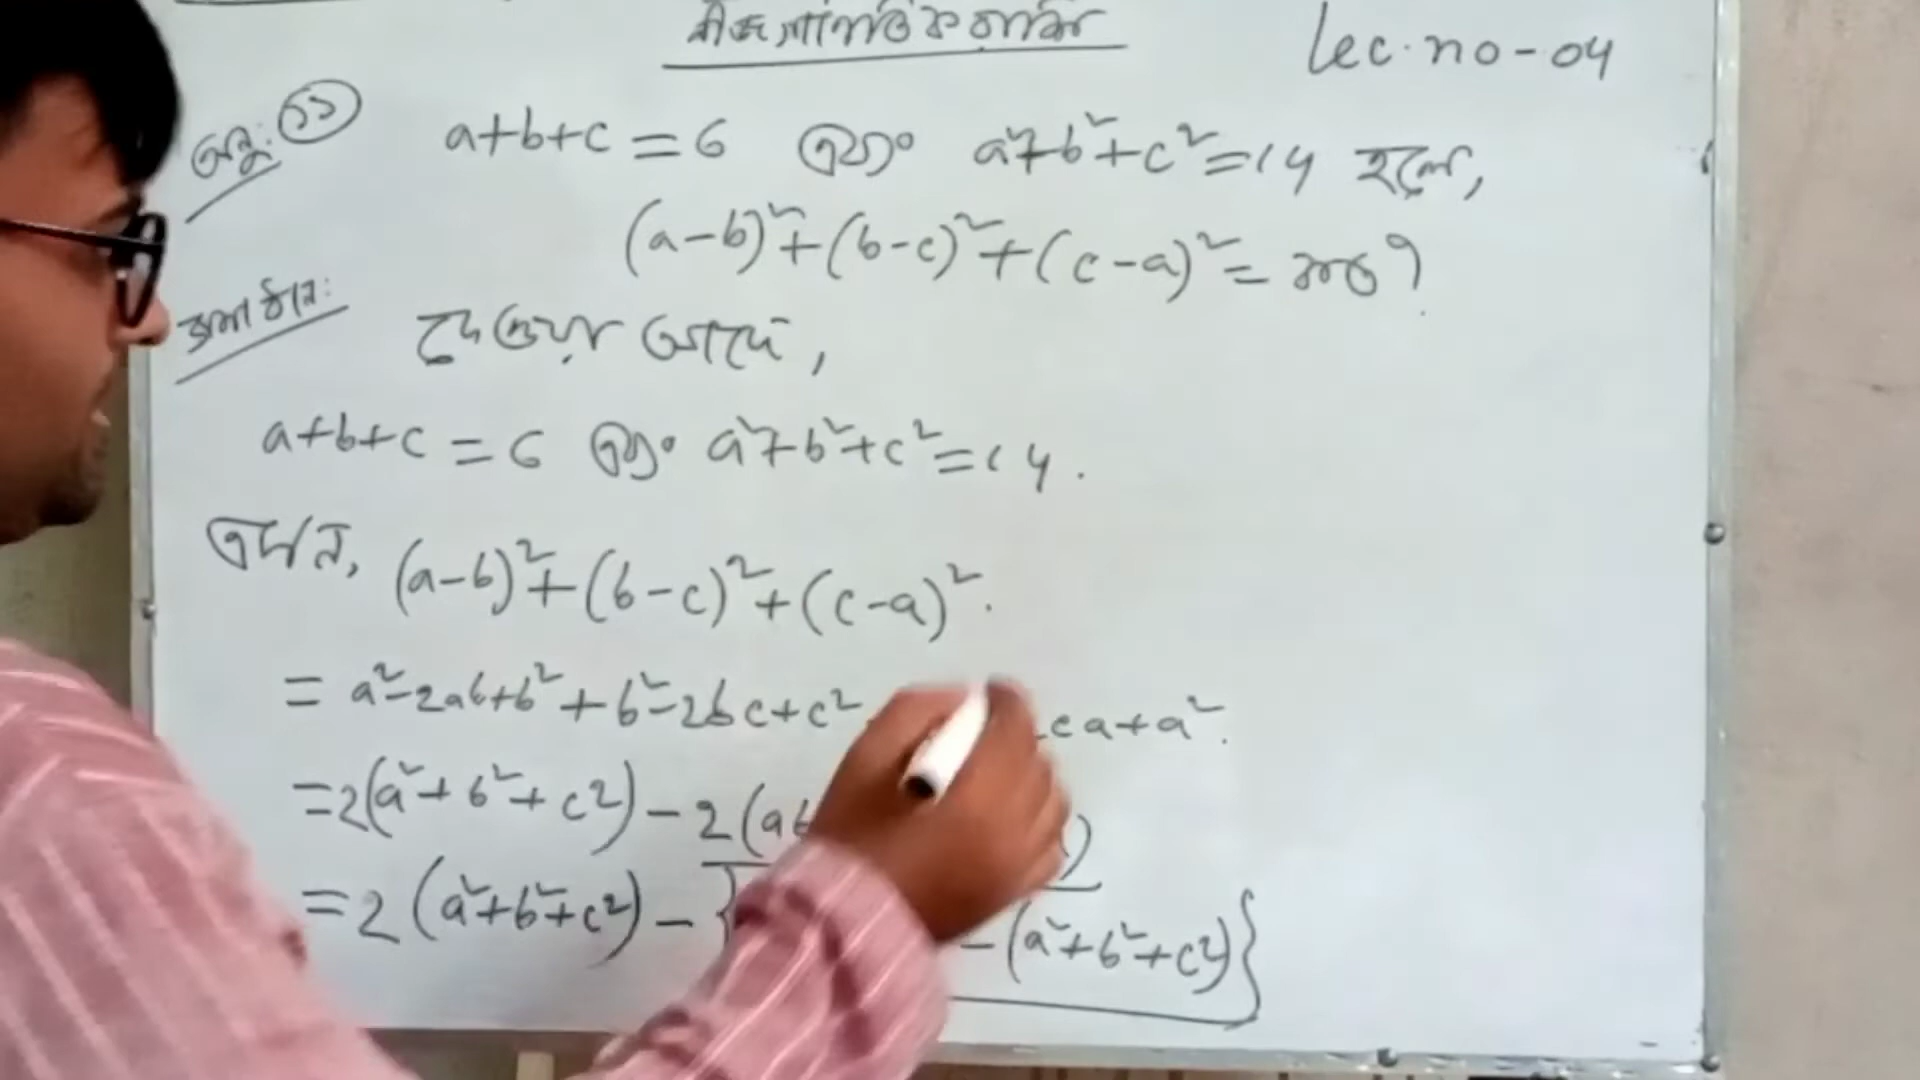 বীজগাণিতিক রাশি
Lec. no - 04
অনু: ১১
a+b+c = 6 এবং a²+b²+c² = 14 হলে,
(a-b)²+(b-c)²+(c-a)² = কত?
সমাধান:
দেওয়া আছে,
a+b+c = 6 এবং a²+b²+c² = 14.
এখন, (a-b)²+(b-c)²+(c-a)².
= a²-2ab+b²+b²-2bc+c² ca+a².
= 2(a²+b²+c²) - 2(ab )
= 2(a²+b²+c²) - { - (a²+b²+c²)}